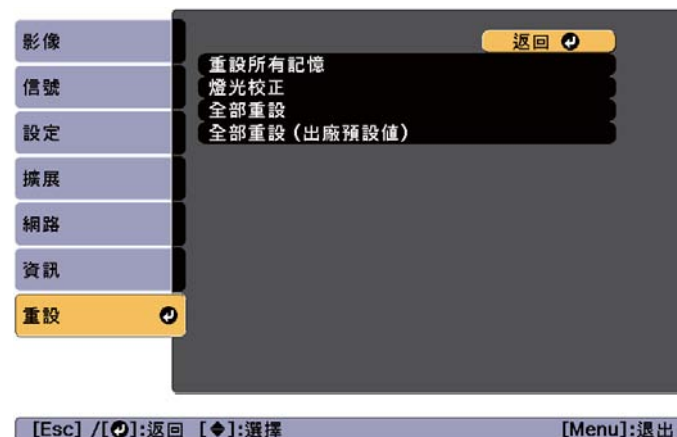 影像
信號
設定
擴展
網路
資訊
重設
返回
重設所有記憶
燈光校正
全部重設
全部重設（出廠預設值）
[Esc] /[⏎]:返回 [◆]:選擇 [Menu]:退出